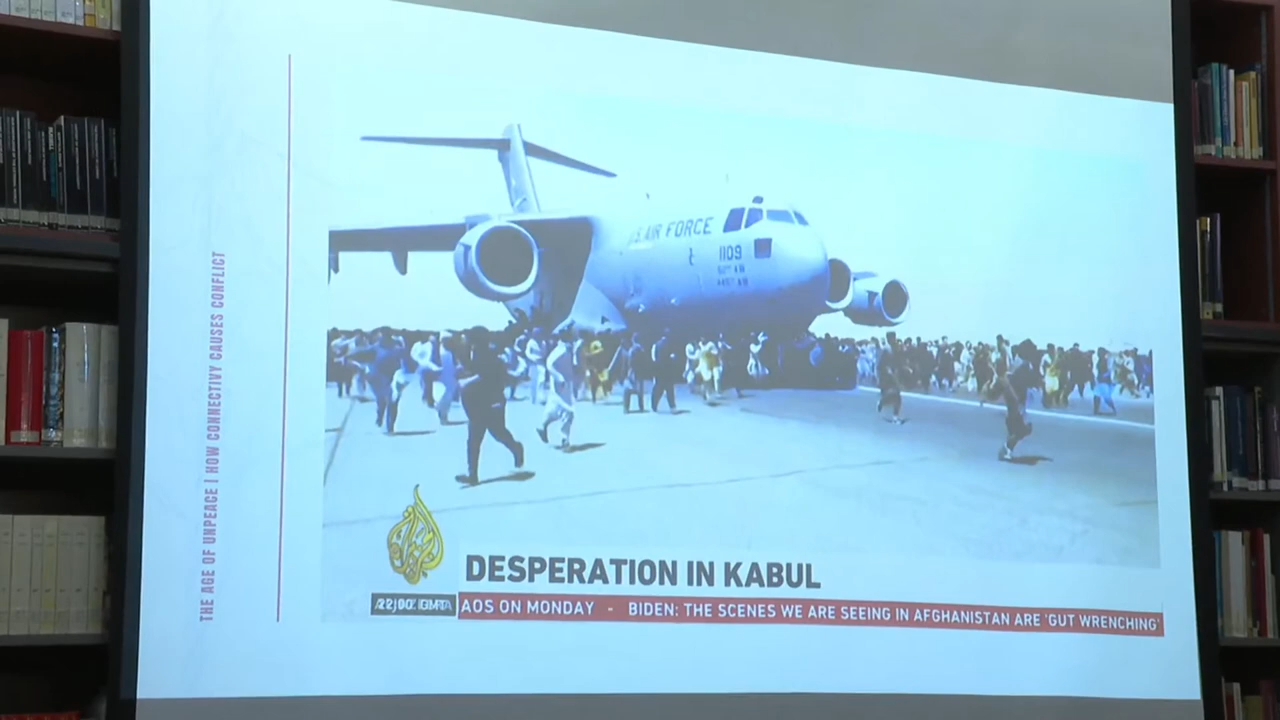 THE AGE OF UNPEACE | HOW CONNECTIVY CAUSES CONFLICT
U.S. AIR FORCE
1109
DESPERATION IN KABUL
AOS ON MONDAY - BIDEN: THE SCENES WE ARE SEEING IN AFGHANISTAN ARE 'GUT WRENCHING'